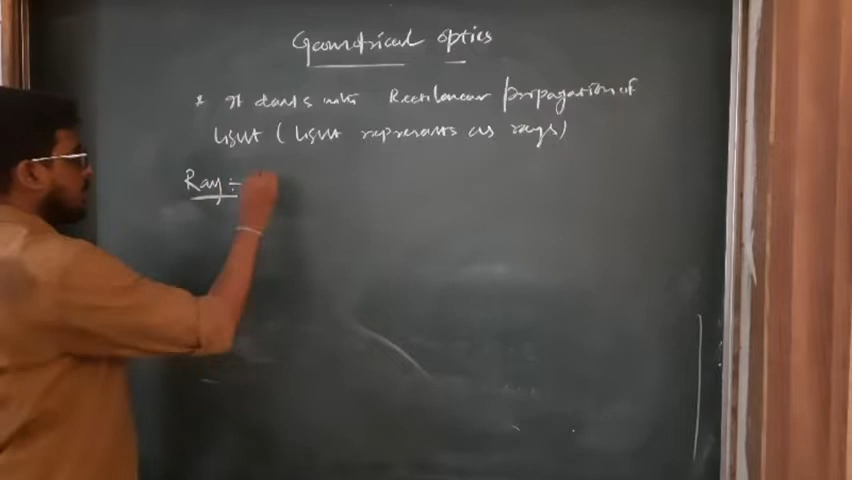 Geometrical optics
* It deals with Rectilinear propagation of
light (light represents as rays)
Ray :-